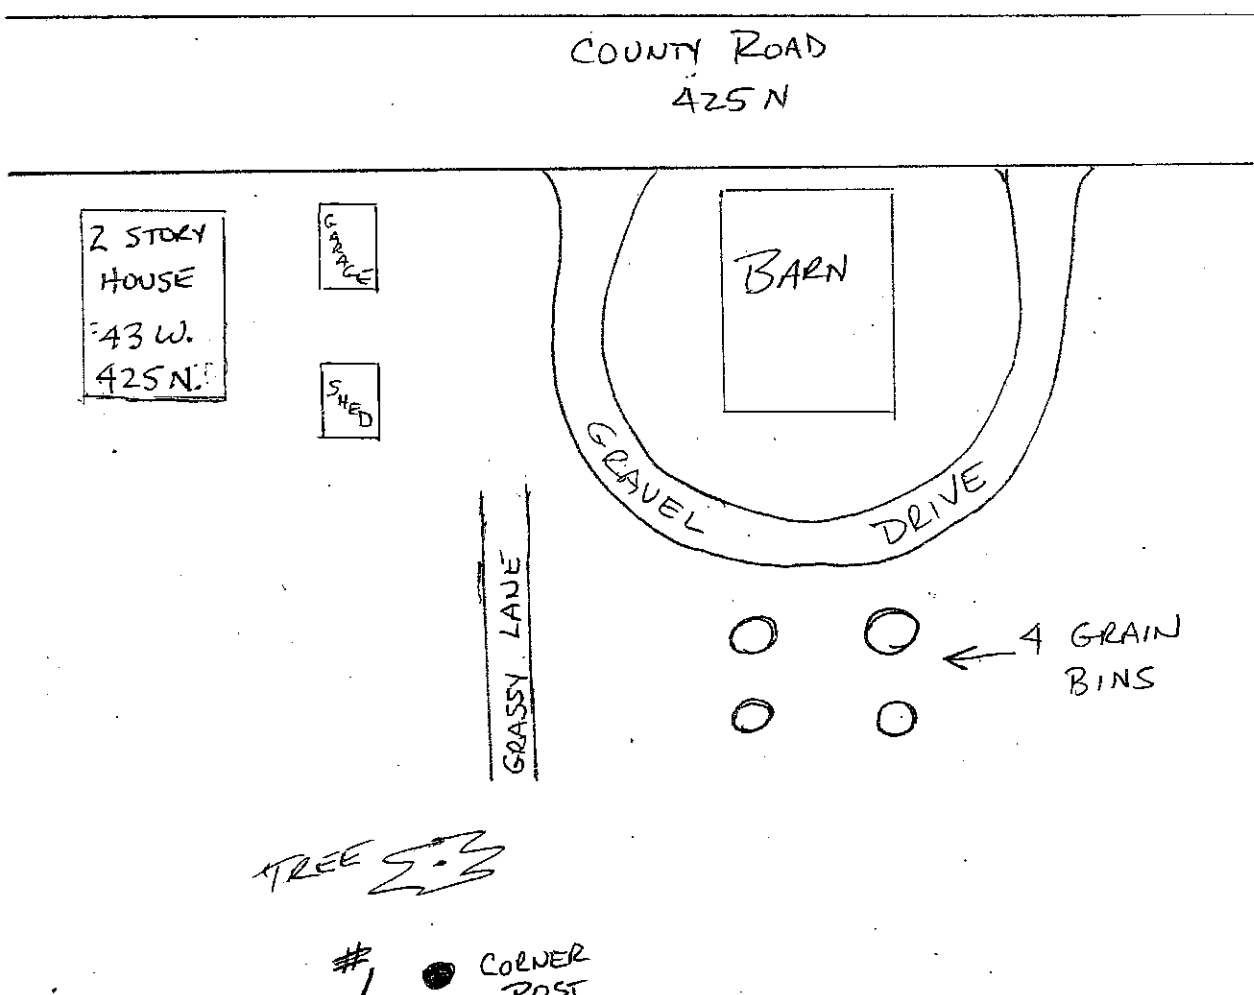 COUNTY ROAD
425 N
2 STORY
HOUSE
43 W.
425 N.
GARAGE
SHED
BARN
GRAVEL DRIVE
GRASSY LANE
4 GRAIN
BINS
TREE
#1
CORNER
POST